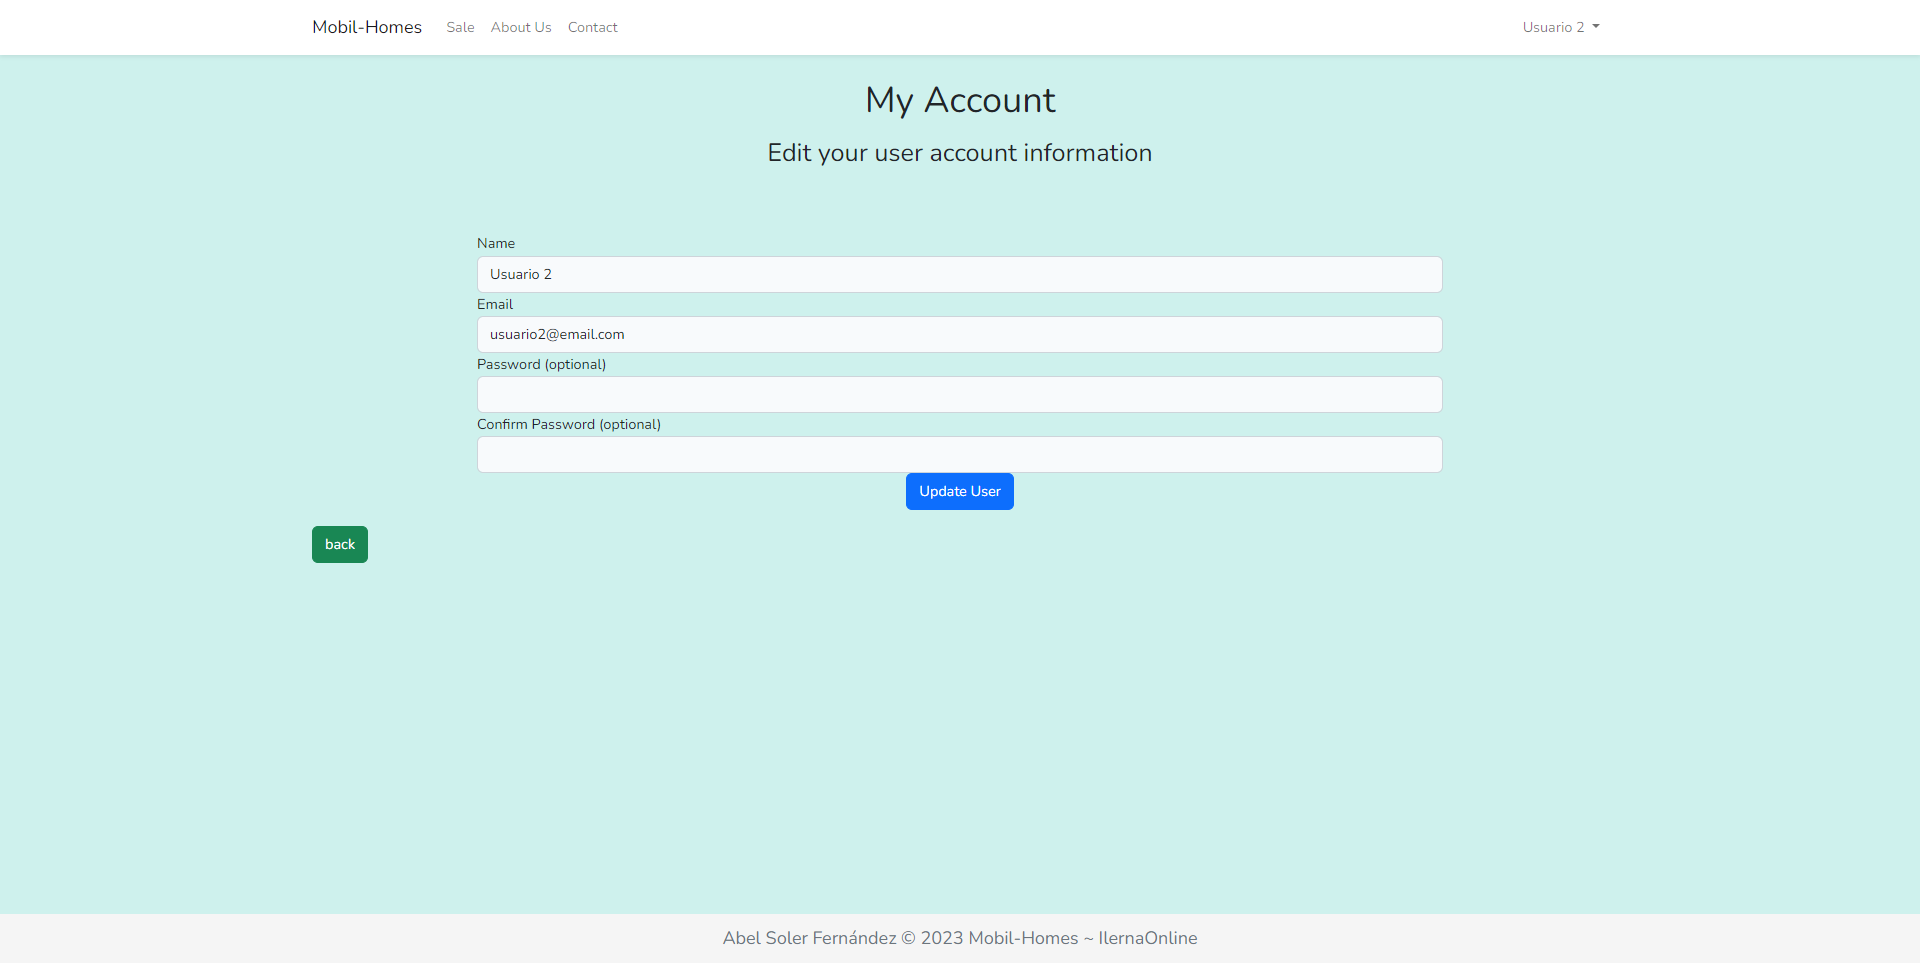 Mobil-Homes Sale About Us Contact Usuario 2
My Account
Edit your user account information
Name
Usuario 2
Email
usuario2@email.com
Password (optional)
Confirm Password (optional)
Update User
back
Abel Soler Fernández © 2023 Mobil-Homes ~ IlernaOnline